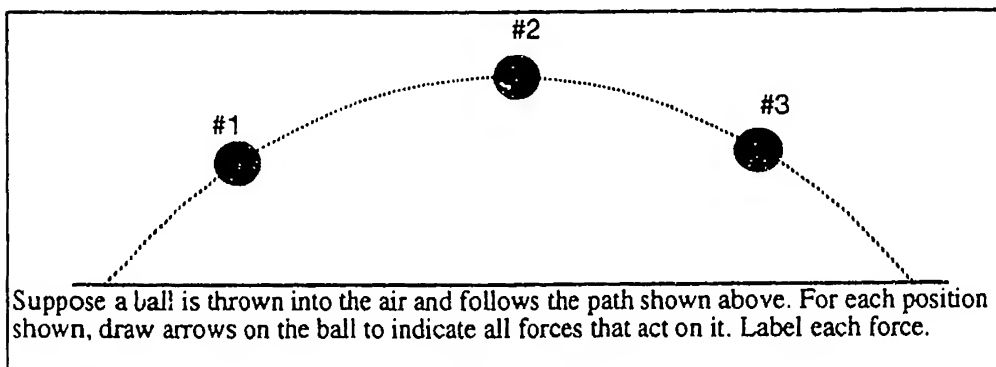 #2
#3
#1
Suppose a ball is thrown into the air and follows the path shown above. For each position
shown, draw arrows on the ball to indicate all forces that act on it. Label each force.